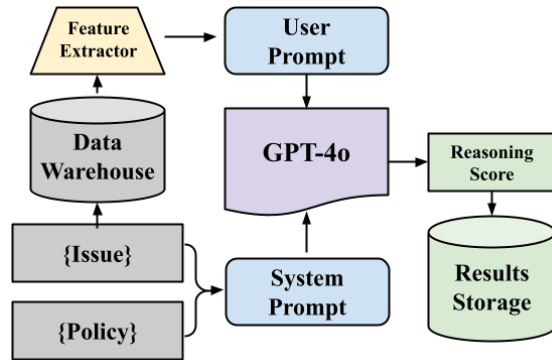 Feature
Extractor
User
Prompt
Data
Warehouse
GPT-4o
Reasoning
Score
{Issue}
System
Prompt
Results
Storage
{Policy}